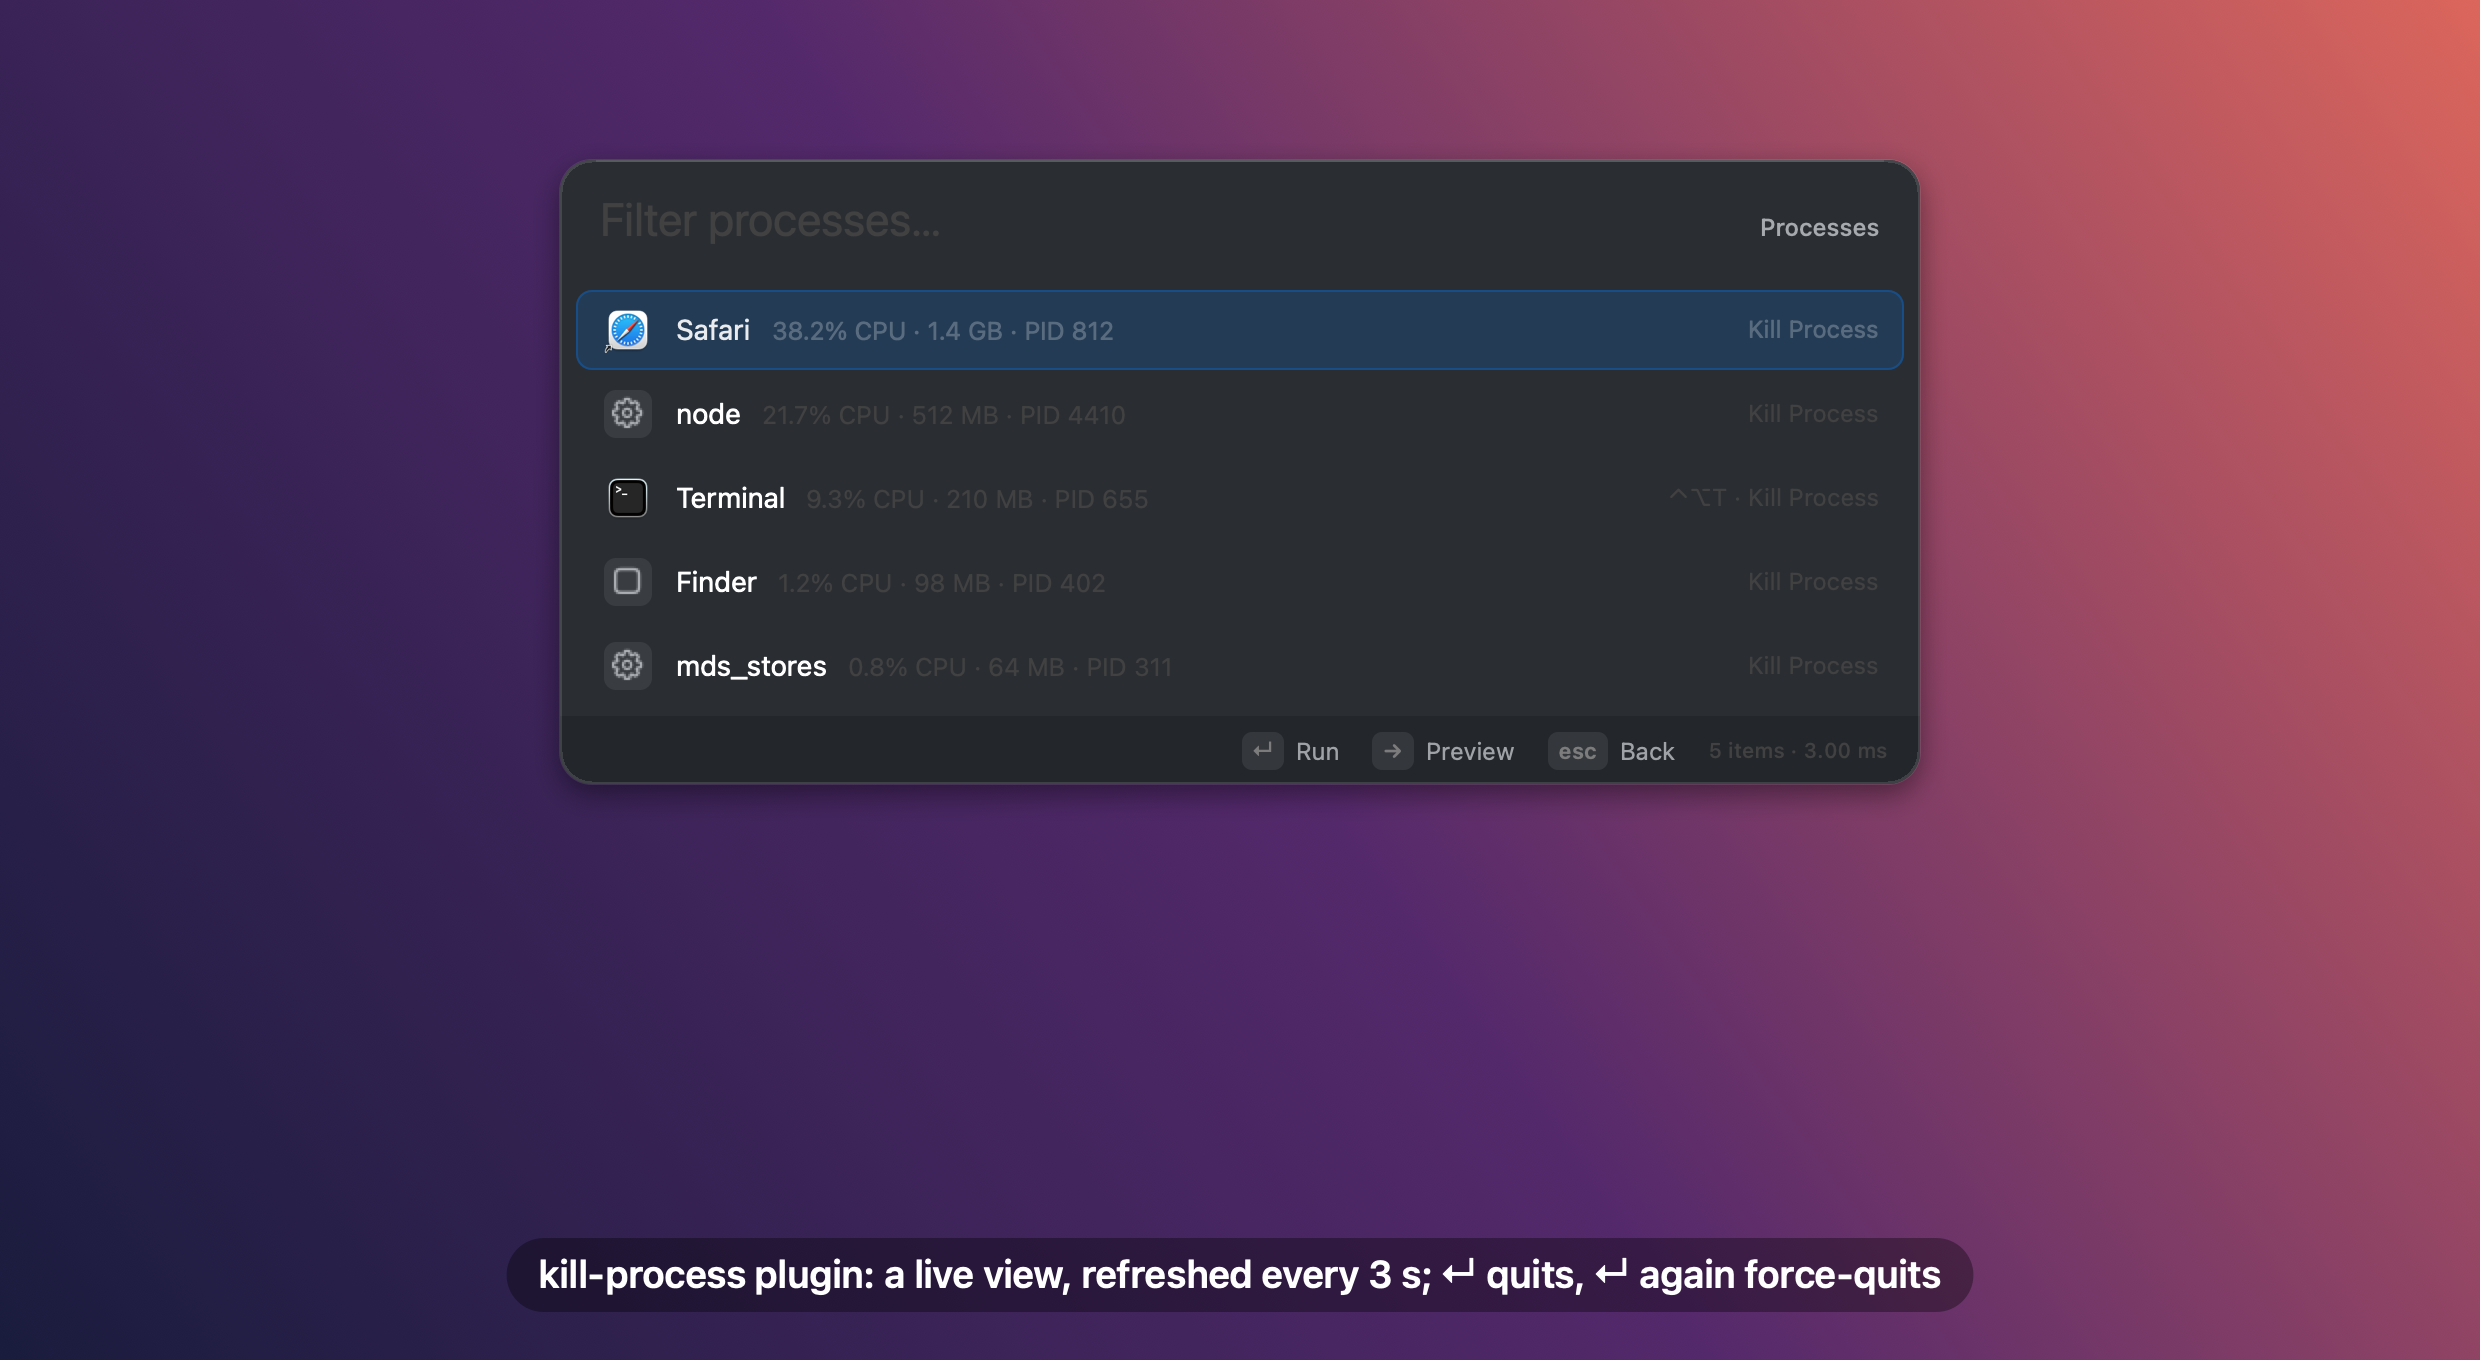 Filter processes...
Processes
Safari 38.2% CPU · 1.4 GB · PID 812 Kill Process
node 21.7% CPU · 512 MB · PID 4410 Kill Process
>_
Terminal 9.3% CPU · 210 MB · PID 655 ⌃⌥T · Kill Process
Finder 1.2% CPU · 98 MB · PID 402 Kill Process
mds_stores 0.8% CPU · 64 MB · PID 311 Kill Process
↵ Run → Preview esc Back 5 items · 3.00 ms
kill-process plugin: a live view, refreshed every 3 s; ↵ quits, ↵ again force-quits